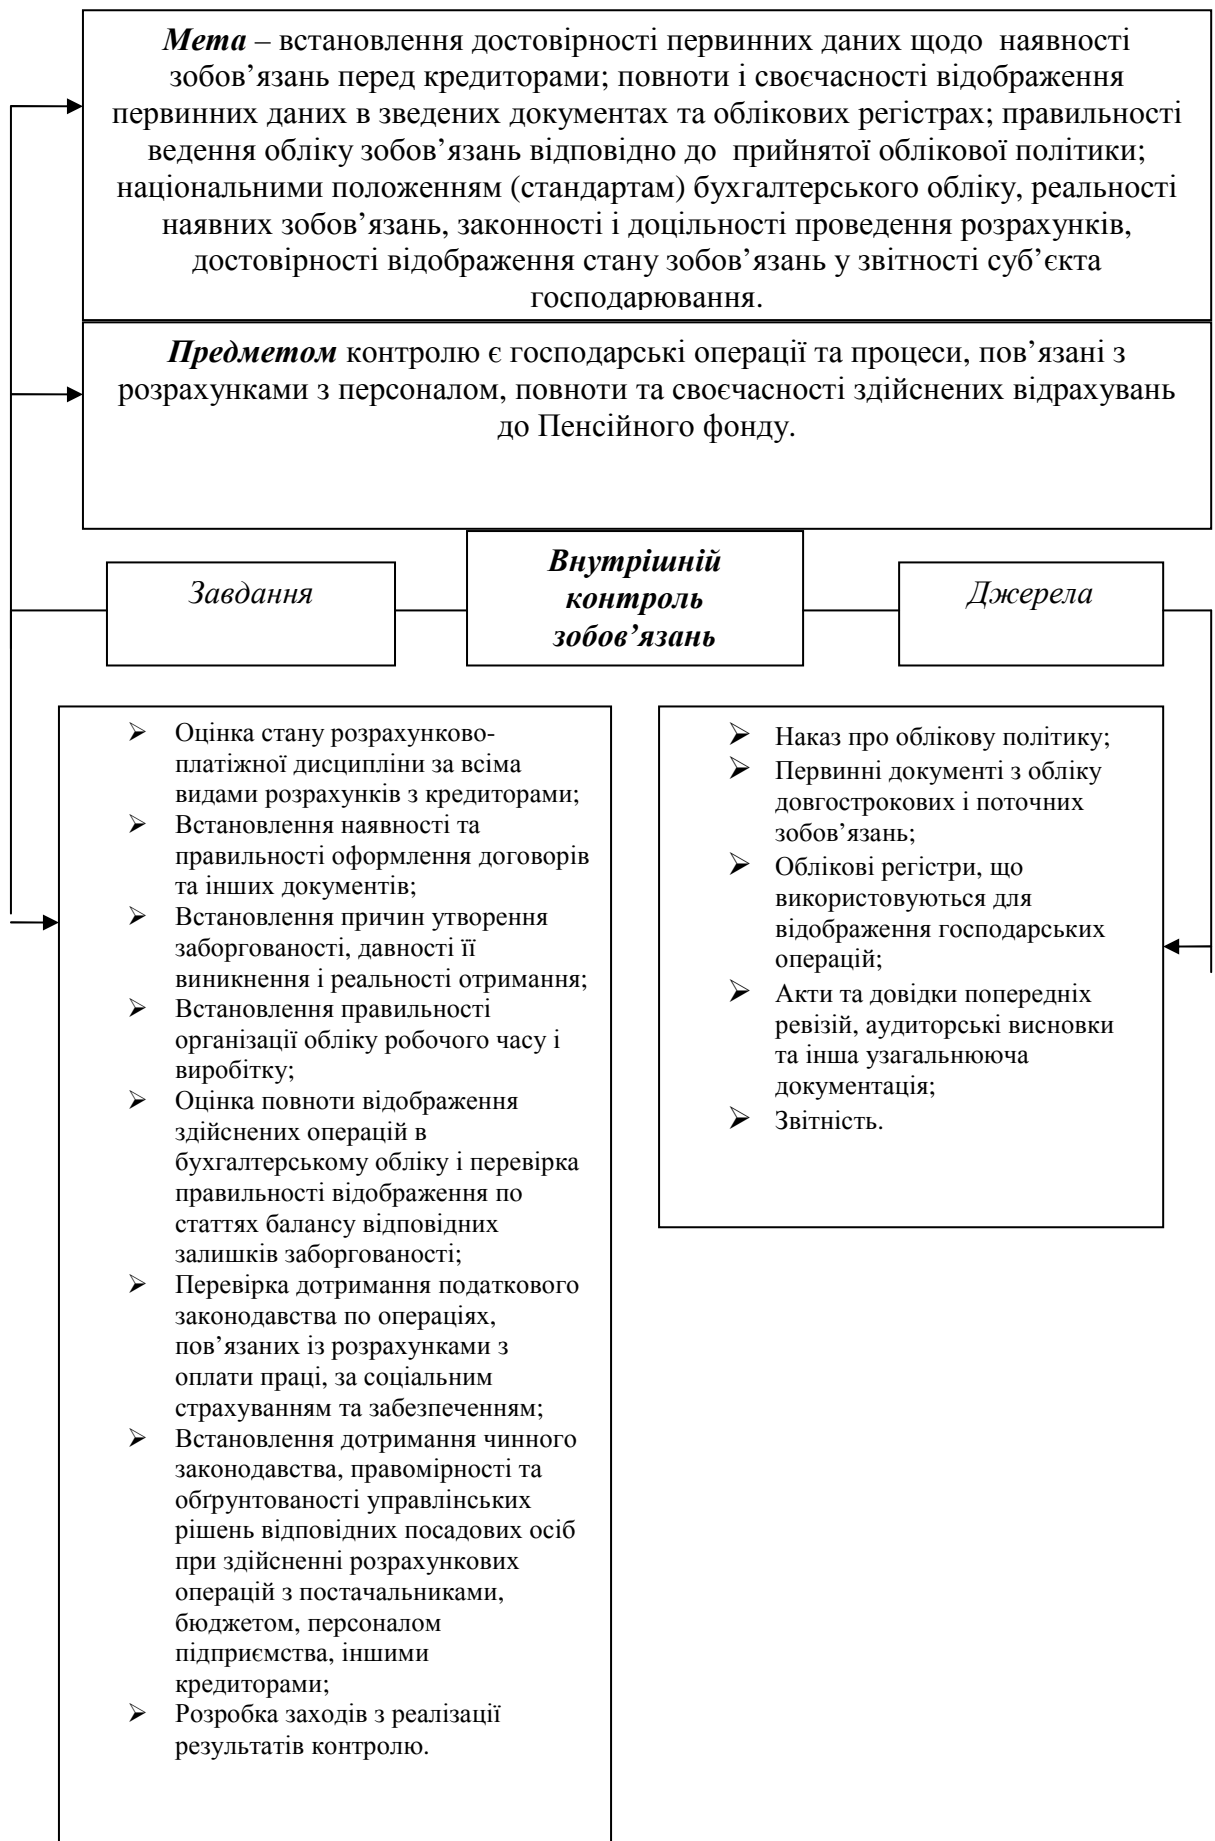 Мета – встановлення достовірності первинних даних щодо наявності
зобов’язань перед кредиторами; повноти і своєчасності відображення
первинних даних в зведених документах та облікових регістрах; правильності
ведення обліку зобов’язань відповідно до прийнятої облікової політики;
національними положенням (стандартам) бухгалтерського обліку, реальності
наявних зобов’язань, законності і доцільності проведення розрахунків,
достовірності відображення стану зобов’язань у звітності суб’єкта
господарювання.
Предметом контролю є господарські операції та процеси, пов’язані з
розрахунками з персоналом, повноти та своєчасності здійснених відрахувань
до Пенсійного фонду.
Завдання
Внутрішній
контроль
зобов’язань
Джерела
➢ Оцінка стану розрахунково-
платіжної дисципліни за всіма
видами розрахунків з кредиторами;
➢ Встановлення наявності та
правильності оформлення договорів
та інших документів;
➢ Встановлення причин утворення
заборгованості, давності її
виникнення і реальності отримання;
➢ Встановлення правильності
організації обліку робочого часу і
виробітку;
➢ Оцінка повноти відображення
здійснених операцій в
бухгалтерському обліку і перевірка
правильності відображення по
статтях балансу відповідних
залишків заборгованості;
➢ Перевірка дотримання податкового
законодавства по операціях,
пов’язаних із розрахунками з
оплати праці, за соціальним
страхуванням та забезпеченням;
➢ Встановлення дотримання чинного
законодавства, правомірності та
обґрунтованості управлінських
рішень відповідних посадових осіб
при здійсненні розрахункових
операцій з постачальниками,
бюджетом, персоналом
підприємства, іншими
кредиторами;
➢ Розробка заходів з реалізації
результатів контролю.
➢ Наказ про облікову політику;
➢ Первинні документі з обліку
довгострокових і поточних
зобов’язань;
➢ Облікові регістри, що
використовуються для
відображення господарських
операцій;
➢ Акти та довідки попередніх
ревізій, аудиторські висновки
та інша узагальнююча
документація;
➢ Звітність.